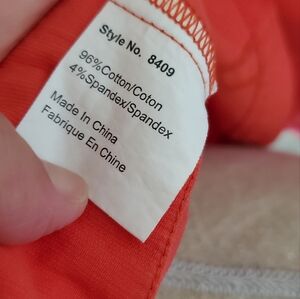 Style No. 8409
96%Cotton/Coton
4%Spandex/Spandex
Made In China
Fabrique En Chine